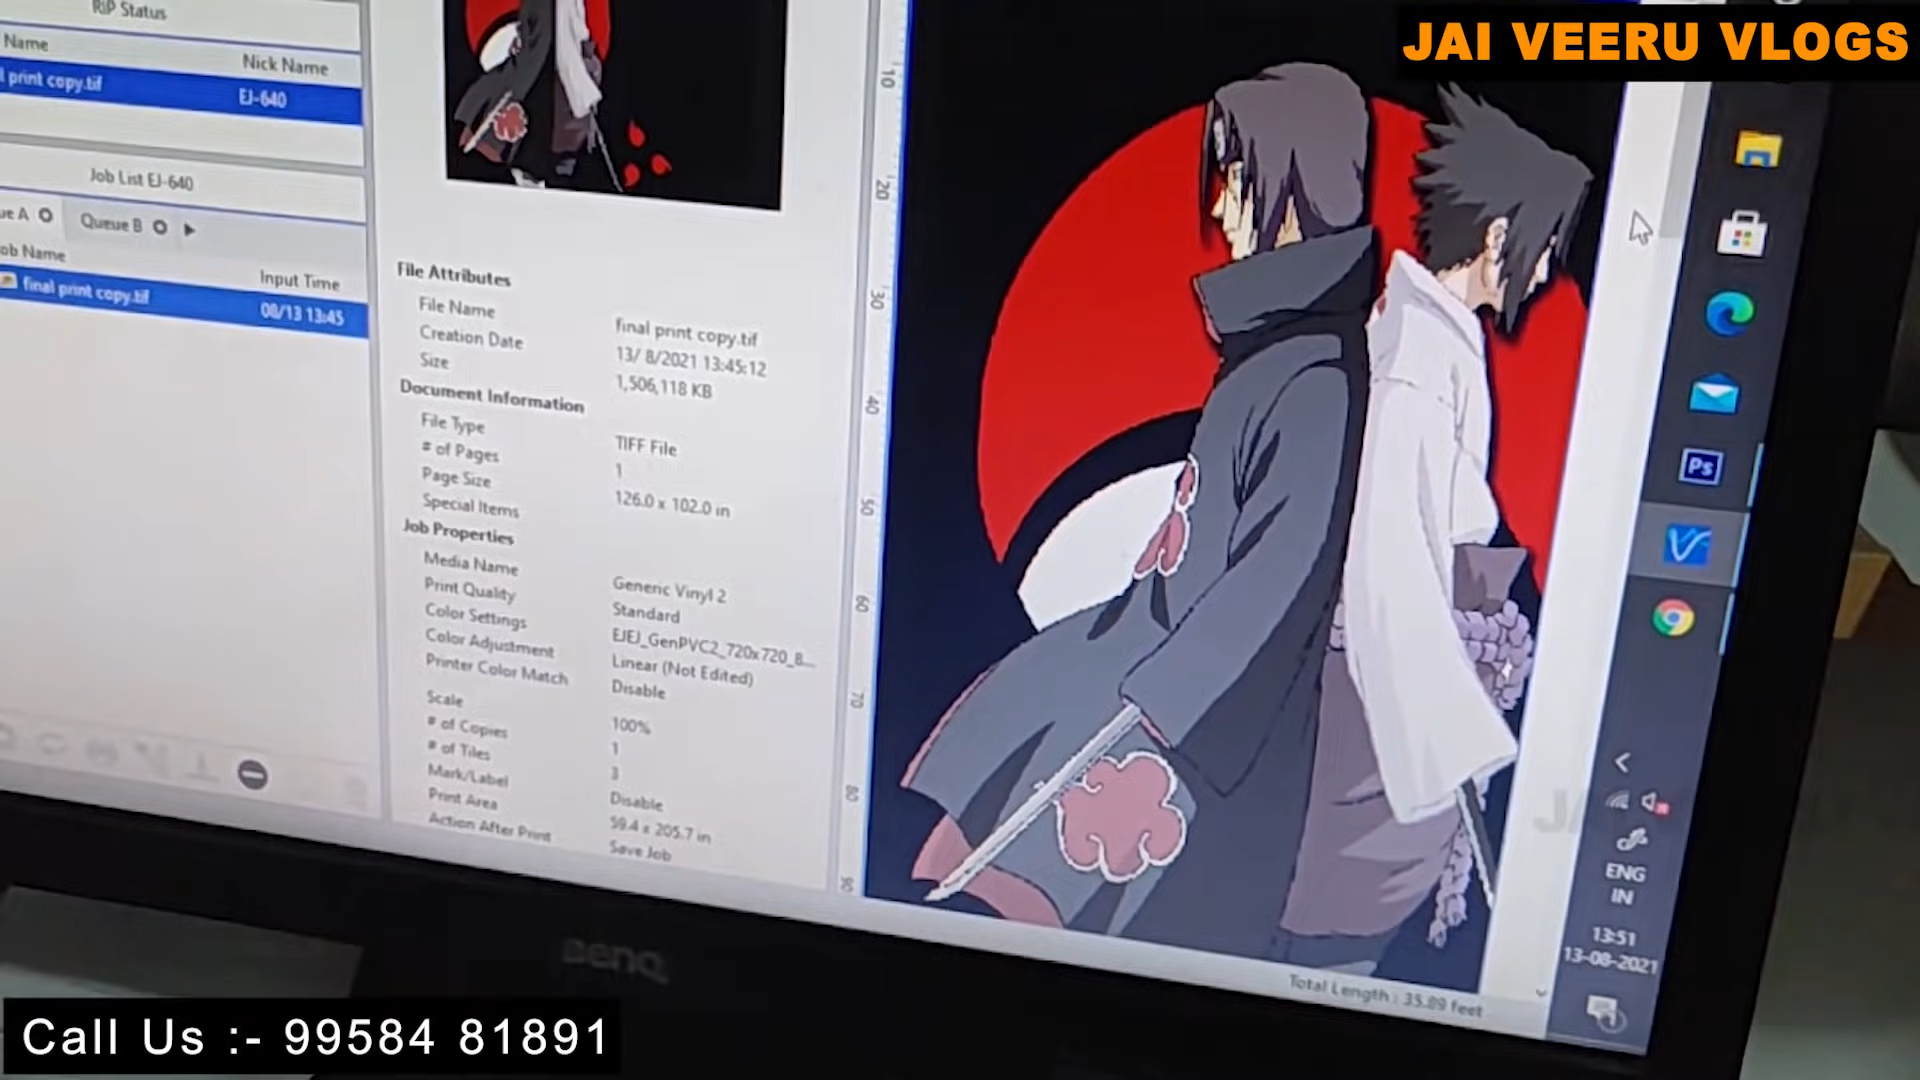 JAI VEERU VLOGS
RiP Status
Name
Nick Name
print copy.tif
EJ-640
Job List EJ-640
Queue B
Input Time
final print copy.tif
08/13 13:45
File Attributes
File Name
final print copy.tif
Creation Date
13/ 8/2021 13:45:12
Size
1,506,118 KB
Document Information
File Type
TIFF File
# of Pages
1
Page Size
126.0 x 102.0 in
Special Items
Job Properties
Media Name
Generic Vinyl 2
Print Quality
Standard
Color Settings
EJEJ_GenPVC2_720x720_8...
Color Adjustment
Linear (Not Edited)
Printer Color Match
Disable
Scale
100%
# of Copies
1
# of Tiles
3
Mark/Label
Disable
Print Area
59.4 x 205.7 in
Action After Print
Save Job
10
20
30
40
50
60
70
80
90
Total Length : 35.89 feet
Ps
ENG
IN
13:51
13-08-2021
BenQ
Call Us :- 99584 81891